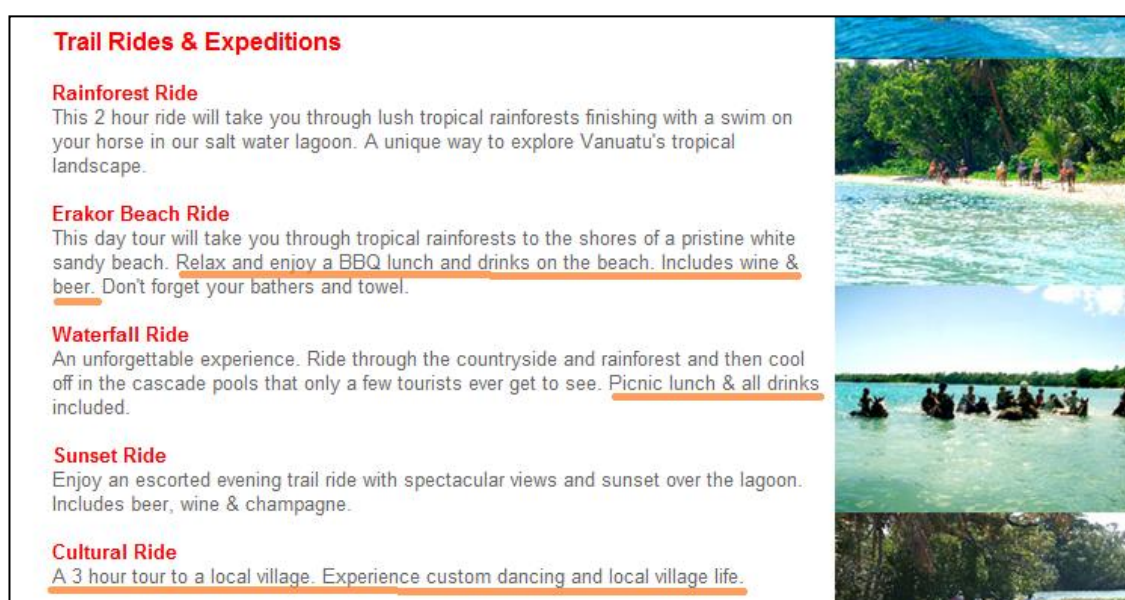 Trail Rides & Expeditions
Rainforest Ride
This 2 hour ride will take you through lush tropical rainforests finishing with a swim on
your horse in our salt water lagoon. A unique way to explore Vanuatu's tropical
landscape.
Erakor Beach Ride
This day tour will take you through tropical rainforests to the shores of a pristine white
sandy beach. Relax and enjoy a BBQ lunch and drinks on the beach. Includes wine &
beer. Don't forget your bathers and towel.
Waterfall Ride
An unforgettable experience. Ride through the countryside and rainforest and then cool
off in the cascade pools that only a few tourists ever get to see. Picnic lunch & all drinks
included.
Sunset Ride
Enjoy an escorted evening trail ride with spectacular views and sunset over the lagoon.
Includes beer, wine & champagne.
Cultural Ride
A 3 hour tour to a local village. Experience custom dancing and local village life.